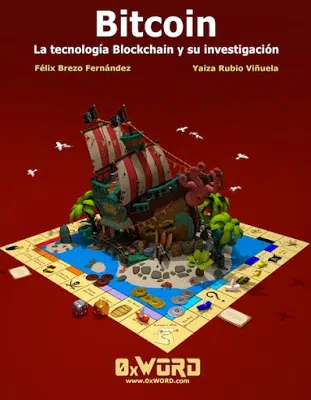 Bitcoin
La tecnología Blockchain y su investigación
Félix Brezo Fernández Yaiza Rubio Viñuela
0xWORD
www.0xWORD.com